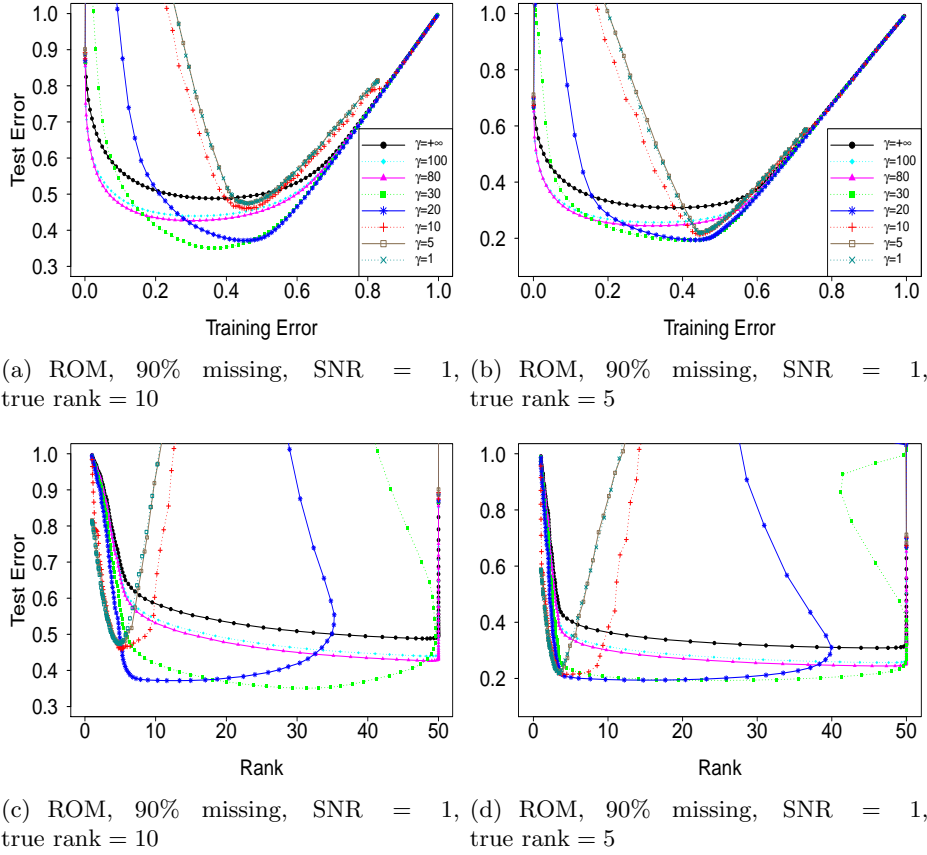 1.0
0.9
0.8
0.7
0.6
0.5
0.4
0.3
Test Error
0.0 0.2 0.4 0.6 0.8 1.0
Training Error
γ=+∞
γ=100
γ=80
γ=30
γ=20
γ=10
γ=5
γ=1
1.0
0.8
0.6
0.4
0.2
0.0 0.2 0.4 0.6 0.8 1.0
Training Error
γ=+∞
γ=100
γ=80
γ=30
γ=20
γ=10
γ=5
γ=1
(a) ROM, 90% missing, SNR = 1,
true rank = 10
(b) ROM, 90% missing, SNR = 1,
true rank = 5
1.0
0.9
0.8
0.7
0.6
0.5
0.4
0.3
Test Error
0 10 20 30 40 50
Rank
1.0
0.8
0.6
0.4
0.2
0 10 20 30 40 50
Rank
(c) ROM, 90% missing, SNR = 1,
true rank = 10
(d) ROM, 90% missing, SNR = 1,
true rank = 5